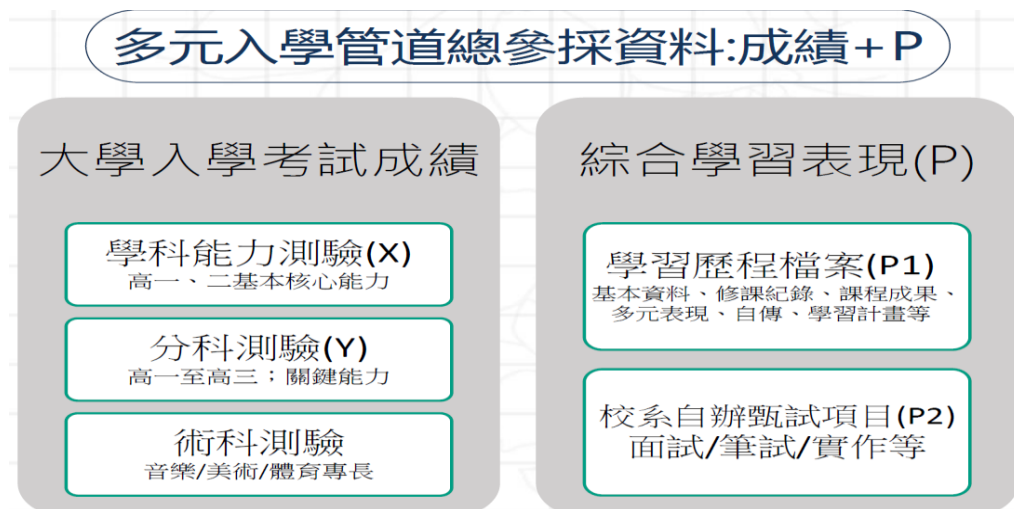 多元入學管道總參採資料:成績+P
大學入學考試成績
學科能力測驗(X)
高一、二基本核心能力
分科測驗(Y)
高一至高三；關鍵能力
術科測驗
音樂/美術/體育專長
綜合學習表現(P)
學習歷程檔案(P1)
基本資料、修課紀錄、課程成果、
多元表現、自傳、學習計畫等
校系自辦甄試項目(P2)
面試/筆試/實作等